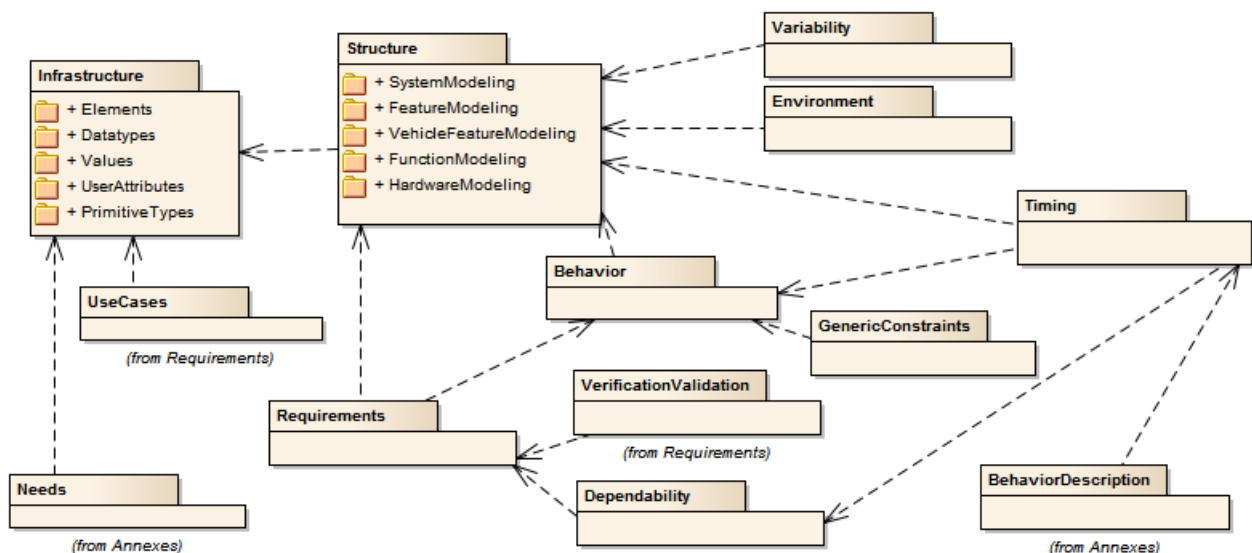 Variability
Structure
Infrastructure
+ SystemModeling
+ FeatureModeling
+ VehicleFeatureModeling
+ FunctionModeling
+ HardwareModeling
+ Elements
+ Datatypes
+ Values
+ UserAttributes
+ PrimitiveTypes
Environment
Timing
Behavior
UseCases
(from Requirements)
GenericConstraints
VerificationValidation
(from Requirements)
Requirements
Needs
(from Annexes)
Dependability
BehaviorDescription
(from Annexes)